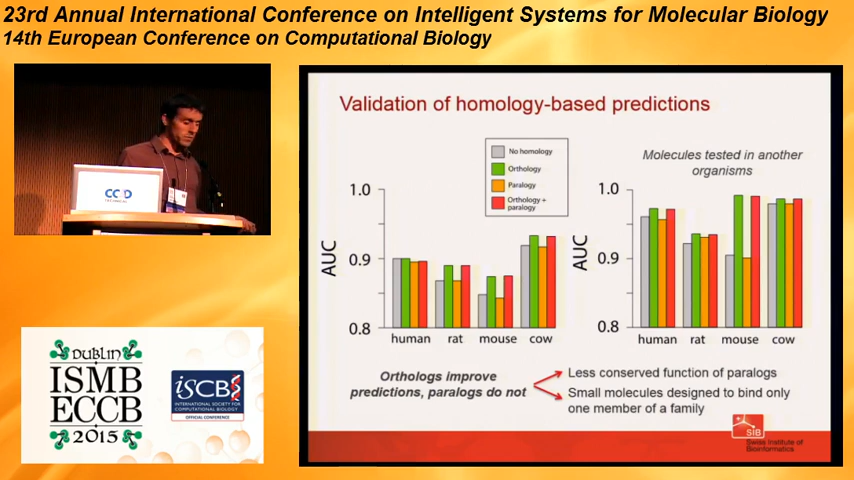 23rd Annual International Conference on Intelligent Systems for Molecular Biology
14th European Conference on Computational Biology
Validation of homology-based predictions
No homology
Orthology
Paralogy
Orthology +
paralogy
Molecules tested in another
organisms
1.0
0.9
0.8
AUC
human rat mouse cow
1.0
0.9
0.8
AUC
human rat mouse cow
Orthologs improve
predictions, paralogs do not
Less conserved function of paralogs
Small molecules designed to bind only
one member of a family
SIB
Swiss Institute of
Bioinformatics
DUBLIN
ISMB
ECCB
2015
ISCB
INTERNATIONAL SOCIETY FOR
COMPUTATIONAL BIOLOGY
OFFICIAL CONFERENCE